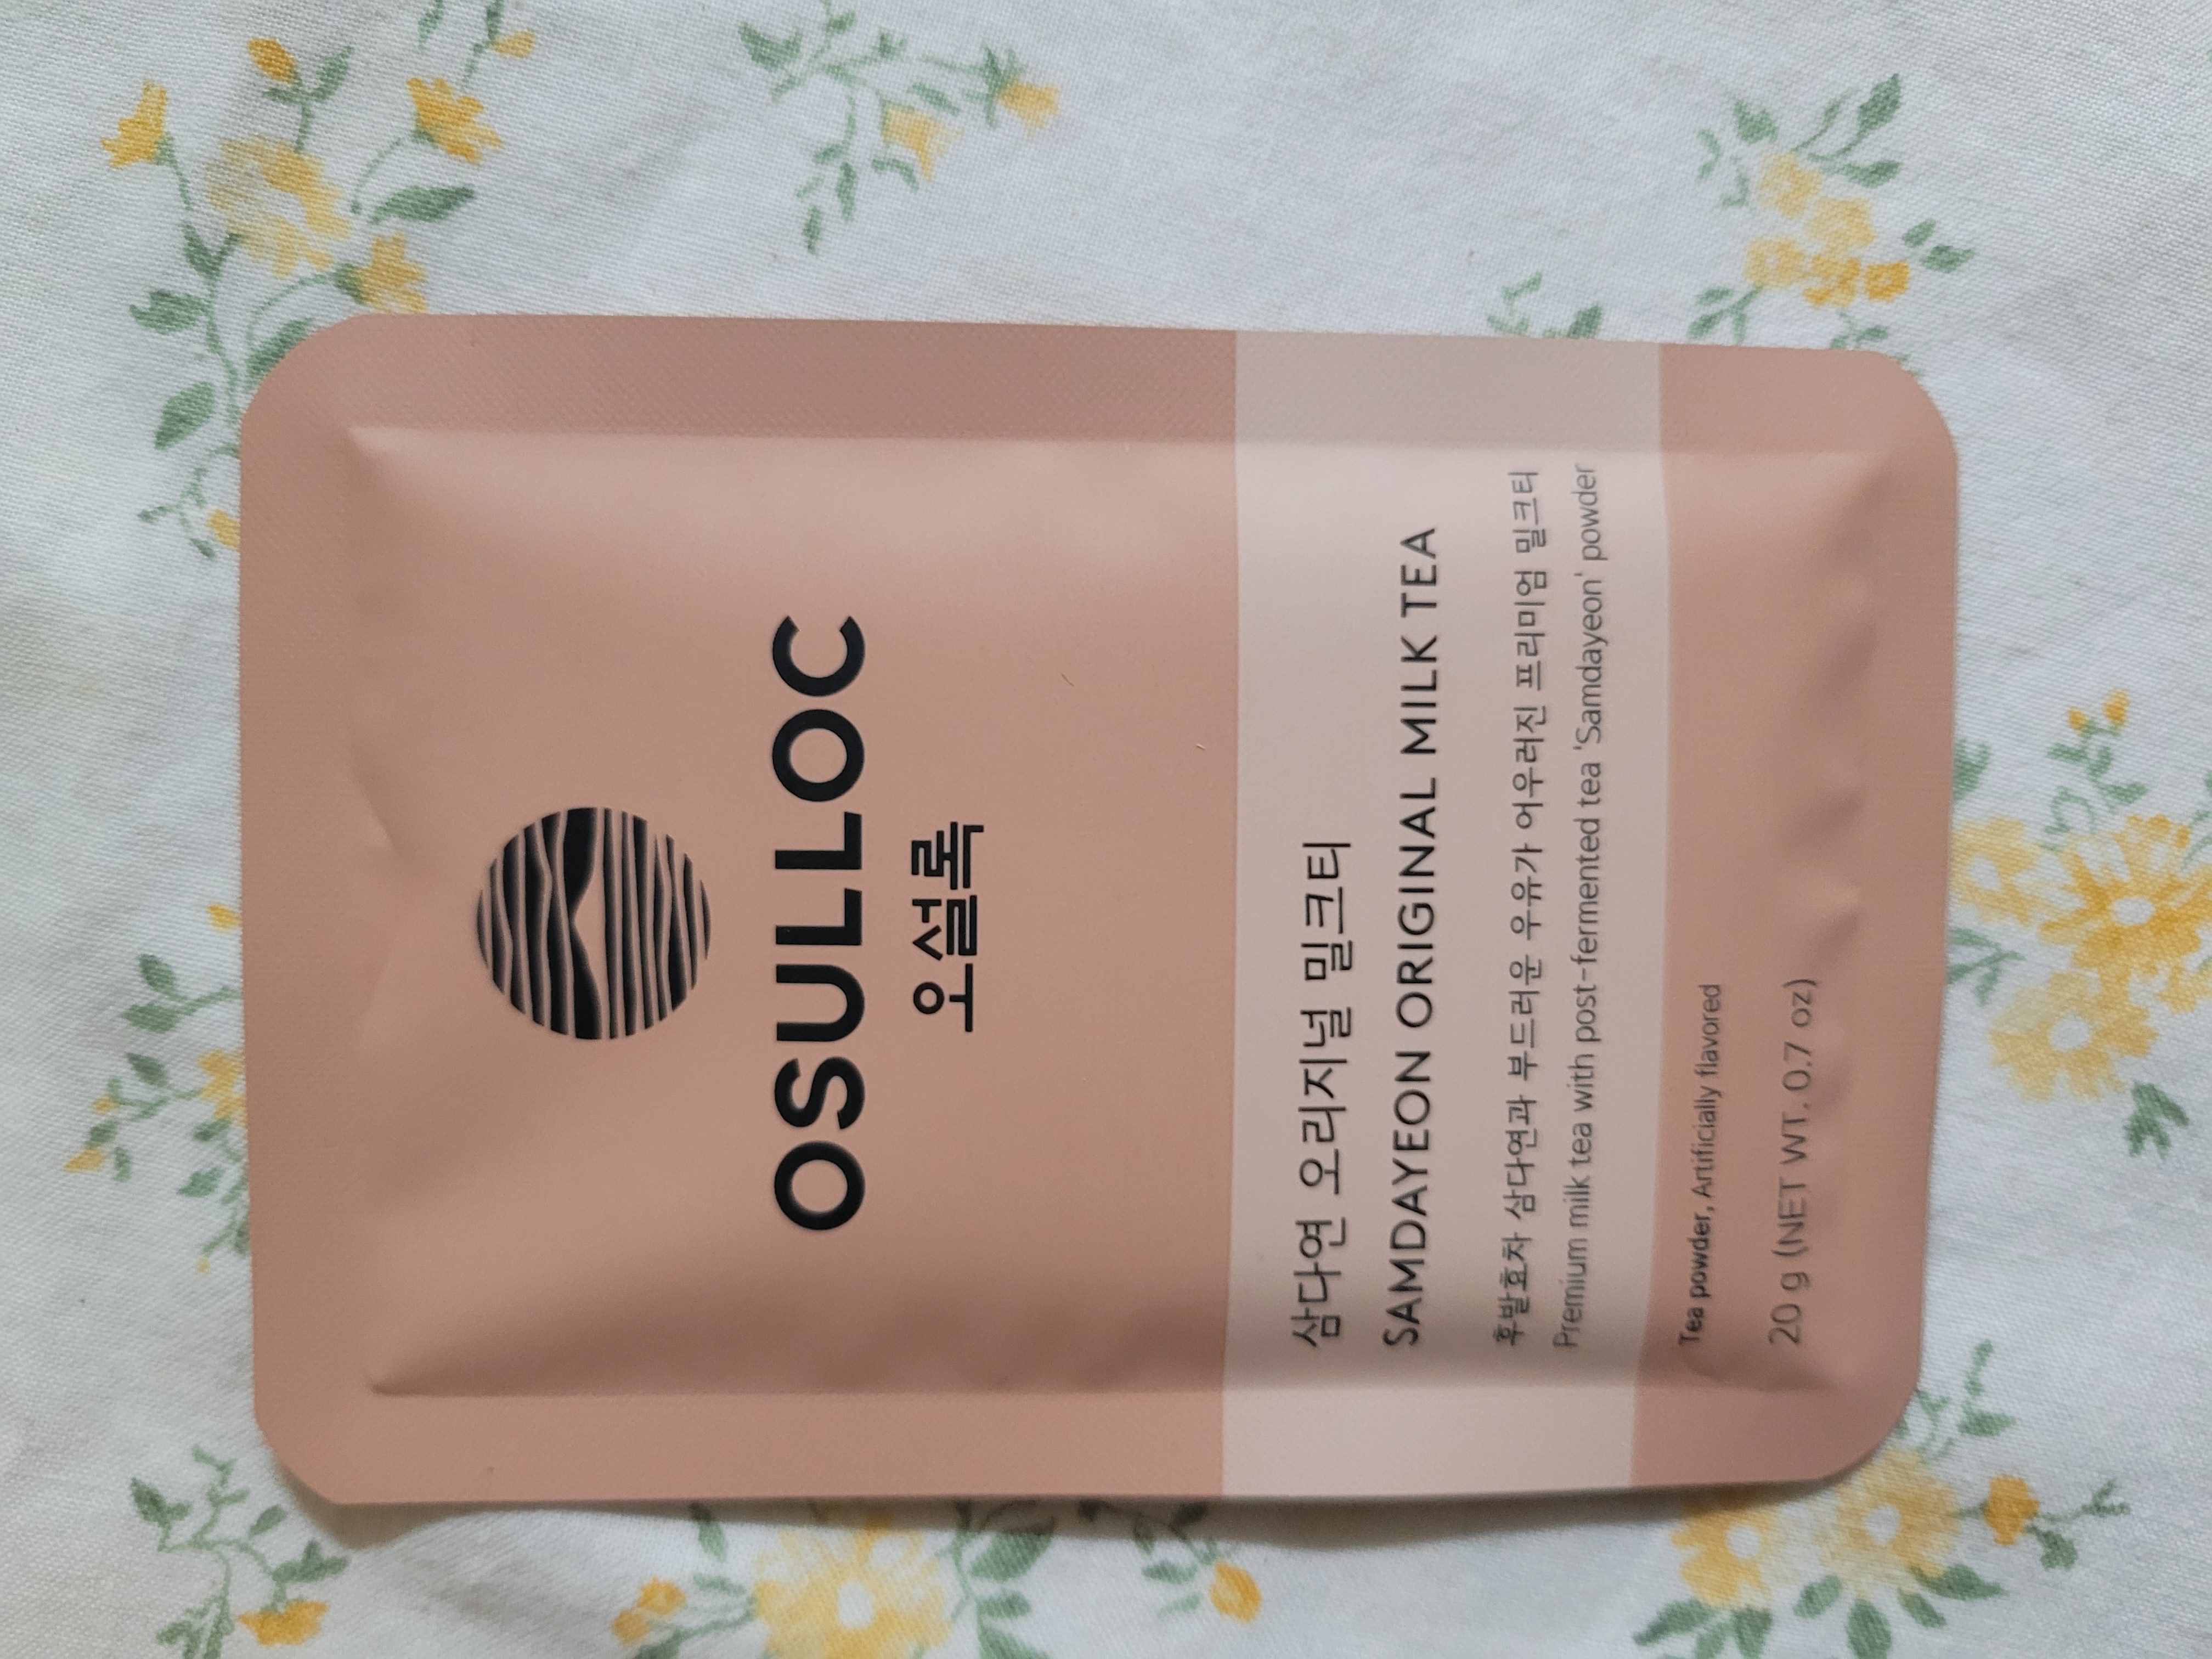 OSULLOC
오설록
삼다연 오리지널 밀크티
SAMDAYEON ORIGINAL MILK TEA
후발효차 삼다연과 부드러운 우유가 어우러진 프리미엄 밀크티
Premium milk tea with post-fermented tea 'Samdayeon' powder
Tea powder, Artificially flavored
20 g (NET WT. 0.7 oz)